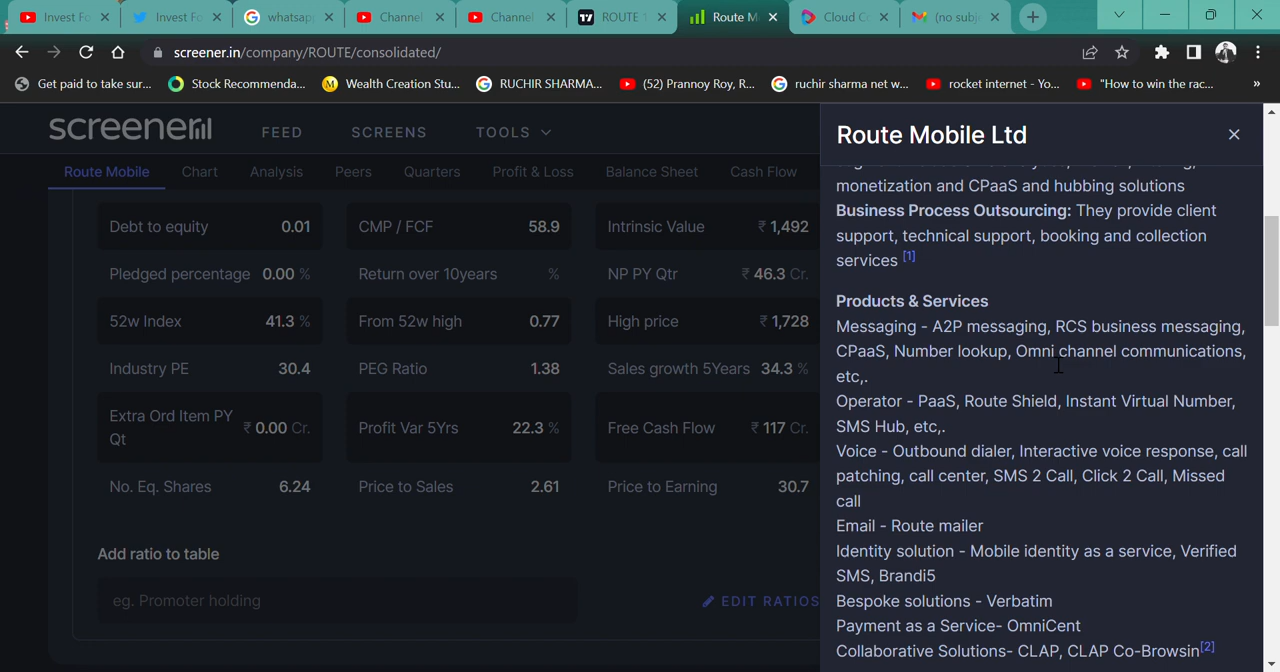 Invest Fo
Invest Fo
whatsap
Channel
Channel
ROUTE 1
Route M
Cloud C
(no subj
screener.in/company/ROUTE/consolidated/
Get paid to take sur...
Stock Recommenda...
Wealth Creation Stu...
RUCHIR SHARMA...
(52) Prannoy Roy, R...
ruchir sharma net w...
rocket internet - Yo...
"How to win the rac...
»
screener
FEED
SCREENS
TOOLS
Route Mobile
Chart
Analysis
Peers
Quarters
Profit & Loss
Balance Sheet
Cash Flow
Debt to equity 0.01
CMP / FCF 58.9
Intrinsic Value ₹ 1,492
Pledged percentage 0.00 %
Return over 10years %
NP PY Qtr ₹ 46.3 Cr.
52w Index 41.3 %
From 52w high 0.77
High price ₹ 1,728
Industry PE 30.4
PEG Ratio 1.38
Sales growth 5Years 34.3 %
Extra Ord Item PY
Qt ₹ 0.00 Cr.
Profit Var 5Yrs 22.3 %
Free Cash Flow ₹ 117 Cr.
No. Eq. Shares 6.24
Price to Sales 2.61
Price to Earning 30.7
Add ratio to table
eg. Promoter holding
EDIT RATIOS
Route Mobile Ltd
monetization and CPaaS and hubbing solutions
Business Process Outsourcing: They provide client
support, technical support, booking and collection
services [1]
Products & Services
Messaging - A2P messaging, RCS business messaging,
CPaaS, Number lookup, Omni channel communications,
etc,.
Operator - PaaS, Route Shield, Instant Virtual Number,
SMS Hub, etc,.
Voice - Outbound dialer, Interactive voice response, call
patching, call center, SMS 2 Call, Click 2 Call, Missed
call
Email - Route mailer
Identity solution - Mobile identity as a service, Verified
SMS, Brandi5
Bespoke solutions - Verbatim
Payment as a Service- OmniCent
Collaborative Solutions- CLAP, CLAP Co-Browsin[2]